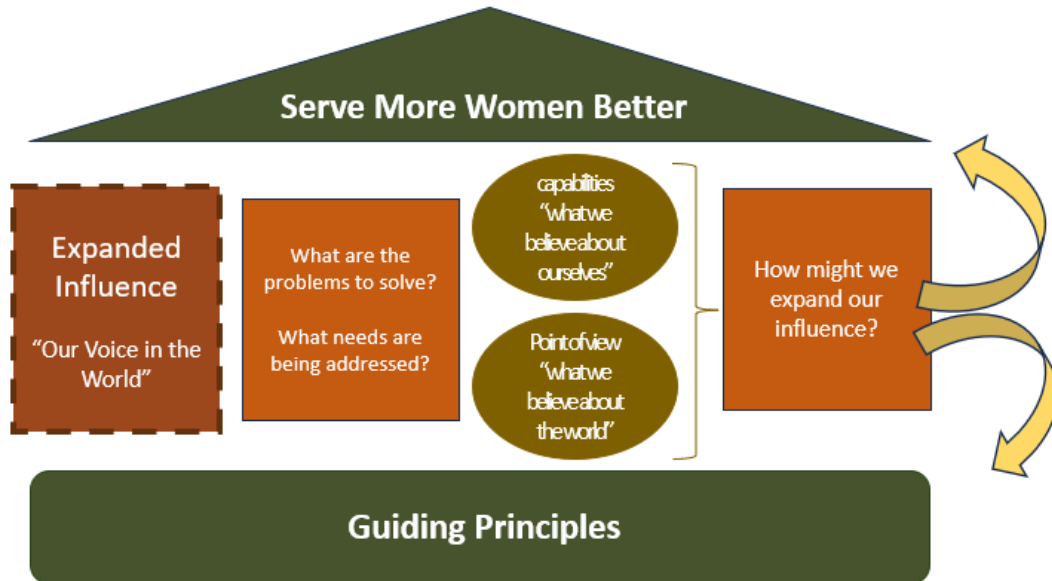 Serve More Women Better
Expanded
Influence
“Our Voice in the
World”
What are the
problems to solve?
What needs are
being addressed?
capabilities
“what we
believe about
ourselves”
Point of view
“what we
believe about
the world”
How might we
expand our
influence?
Guiding Principles